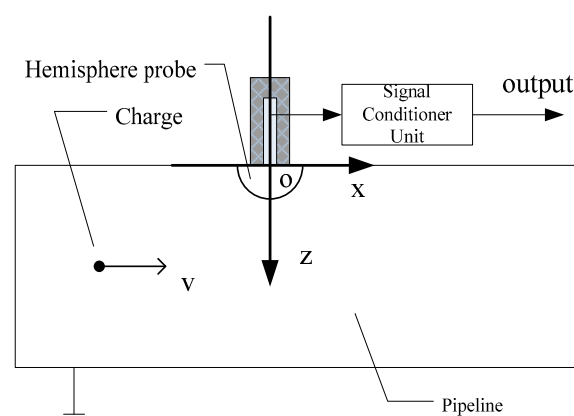 Hemisphere probe
Charge
Signal
Conditioner
Unit
output
o
x
z
v
Pipeline